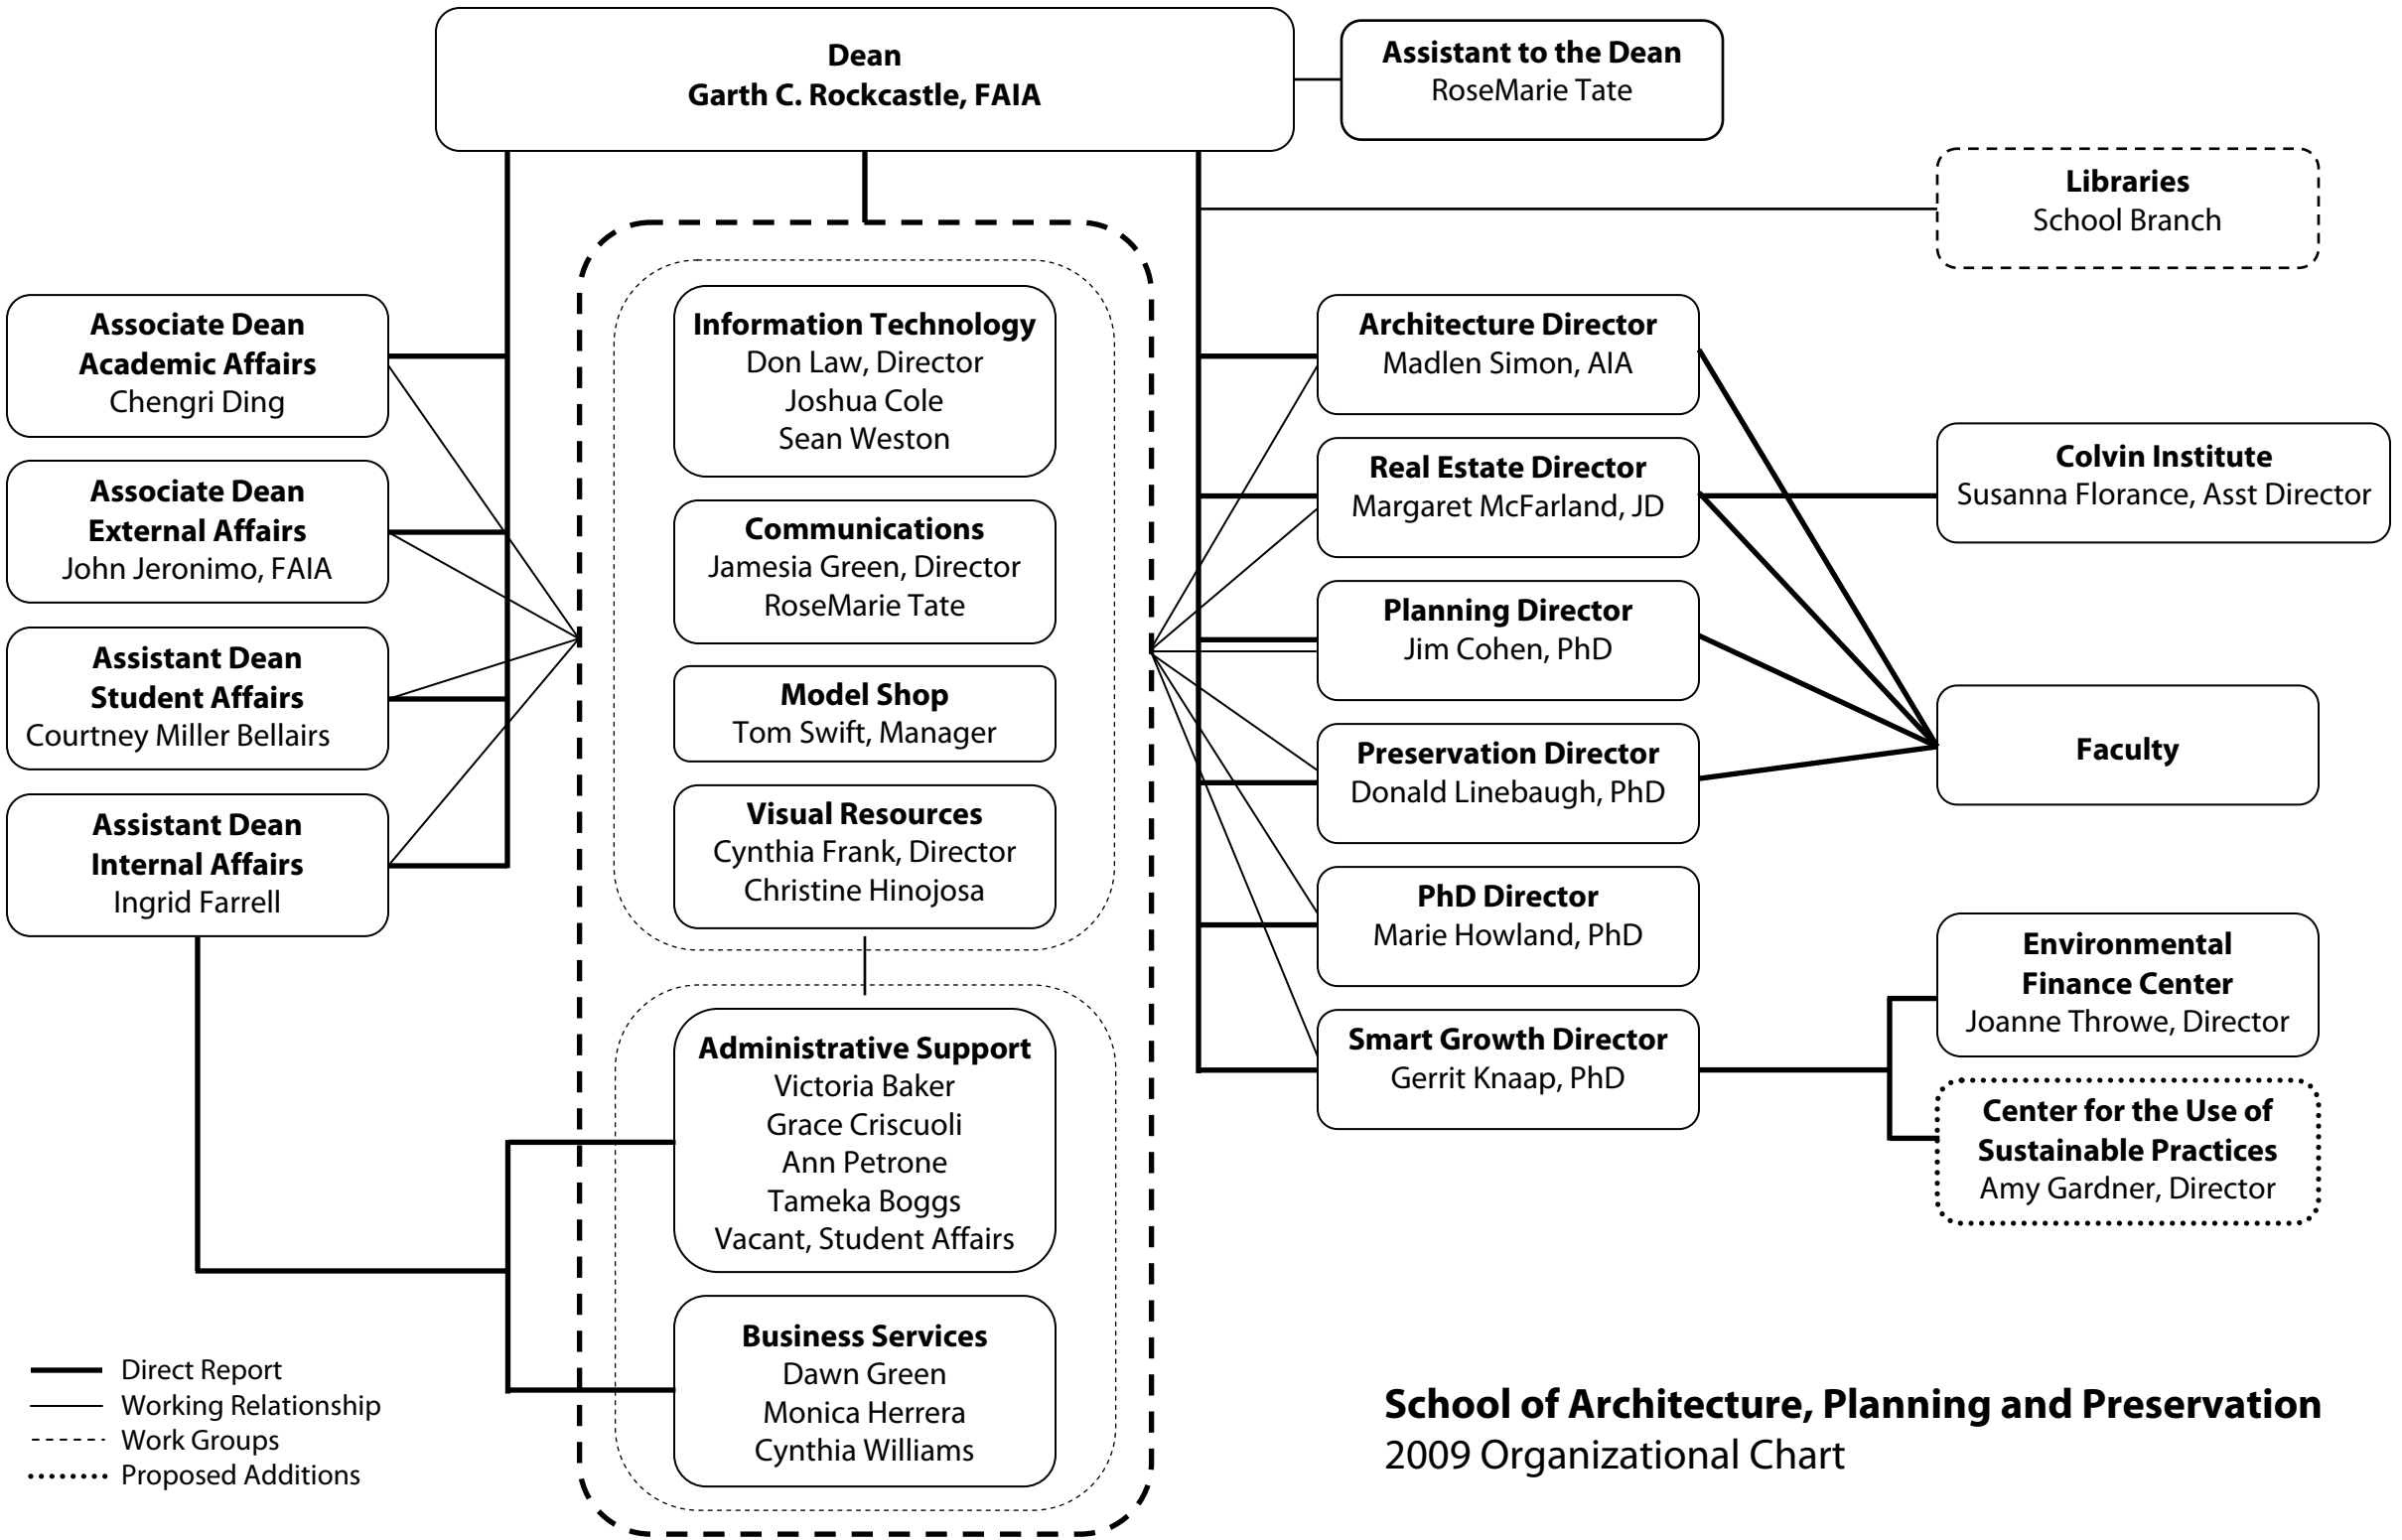 Dean
Garth C. Rockcastle, FAIA
Assistant to the Dean
RoseMarie Tate
Libraries
School Branch
Associate Dean
Academic Affairs
Chengri Ding
Associate Dean
External Affairs
John Jeronimo, FAIA
Assistant Dean
Student Affairs
Courtney Miller Bellairs
Assistant Dean
Internal Affairs
Ingrid Farrell
Information Technology
Don Law, Director
Joshua Cole
Sean Weston
Communications
Jamesia Green, Director
RoseMarie Tate
Model Shop
Tom Swift, Manager
Visual Resources
Cynthia Frank, Director
Christine Hinojosa
Administrative Support
Victoria Baker
Grace Criscuoli
Ann Petrone
Tameka Boggs
Vacant, Student Affairs
Business Services
Dawn Green
Monica Herrera
Cynthia Williams
Architecture Director
Madlen Simon, AIA
Real Estate Director
Margaret McFarland, JD
Planning Director
Jim Cohen, PhD
Preservation Director
Donald Linebaugh, PhD
PhD Director
Marie Howland, PhD
Smart Growth Director
Gerrit Knaap, PhD
Colvin Institute
Susanna Florance, Asst Director
Faculty
Environmental
Finance Center
Joanne Throwe, Director
Center for the Use of
Sustainable Practices
Amy Gardner, Director
Direct Report
Working Relationship
Work Groups
Proposed Additions
School of Architecture, Planning and Preservation
2009 Organizational Chart